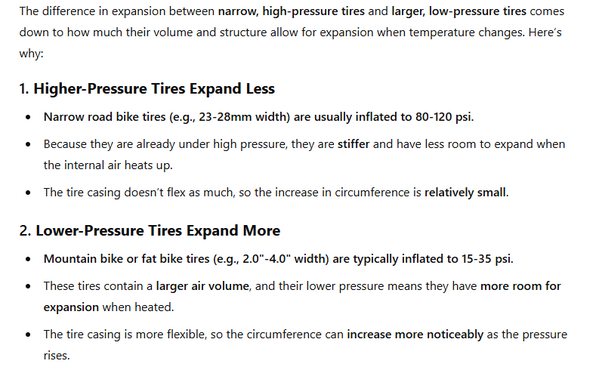 The difference in expansion between narrow, high-pressure tires and larger, low-pressure tires comes
down to how much their volume and structure allow for expansion when temperature changes. Here's
why:
1. Higher-Pressure Tires Expand Less
• Narrow road bike tires (e.g., 23-28mm width) are usually inflated to 80-120 psi.
• Because they are already under high pressure, they are stiffer and have less room to expand when
the internal air heats up.
• The tire casing doesn't flex as much, so the increase in circumference is relatively small.
2. Lower-Pressure Tires Expand More
• Mountain bike or fat bike tires (e.g., 2.0"-4.0" width) are typically inflated to 15-35 psi.
• These tires contain a larger air volume, and their lower pressure means they have more room for
expansion when heated.
• The tire casing is more flexible, so the circumference can increase more noticeably as the pressure
rises.